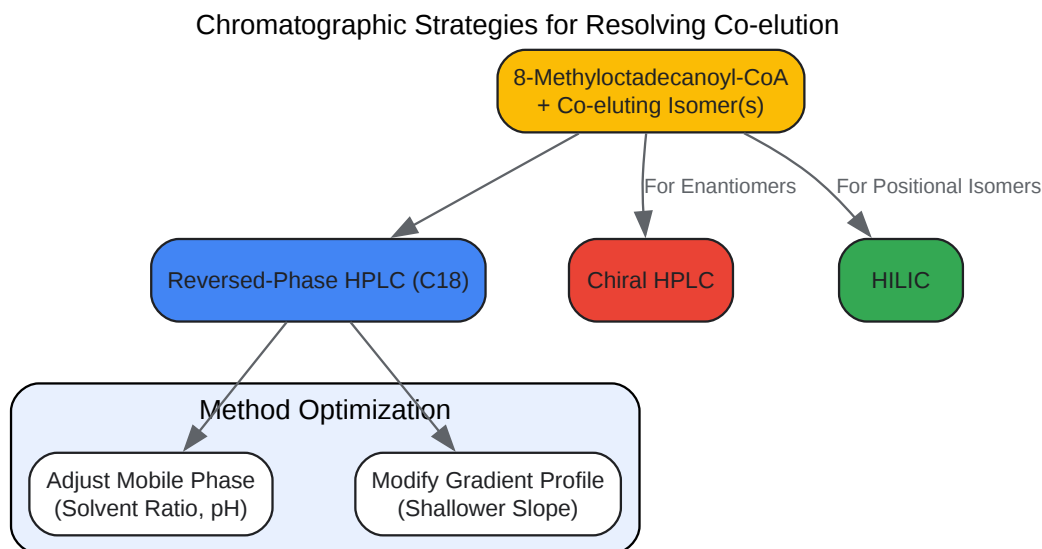 Chromatographic Strategies for Resolving Co-elution
8-Methyloctadecanoyl-CoA
+ Co-eluting Isomer(s)
For Enantiomers
For Positional Isomers
Reversed-Phase HPLC (C18)
Chiral HPLC
HILIC
Method Optimization
Adjust Mobile Phase
(Solvent Ratio, pH)
Modify Gradient Profile
(Shallower Slope)